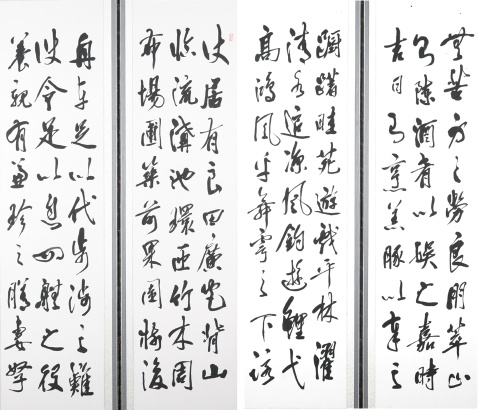 使居有良田廣宅背山
臨流溝池環匝竹木周
布場圃築前果園樹後
舟車足以代步涉之難
使令足以息四體之役
養親有兼珍之膳妻孥
無苦身之勞良朋萃止
則陳酒肴以娛之嘉時
吉日則烹羔豚以奉之
躕躇畦苑遊戲平林濯
清水追涼風釣遊鯉弋
高鴻風乎舞雩之下詠